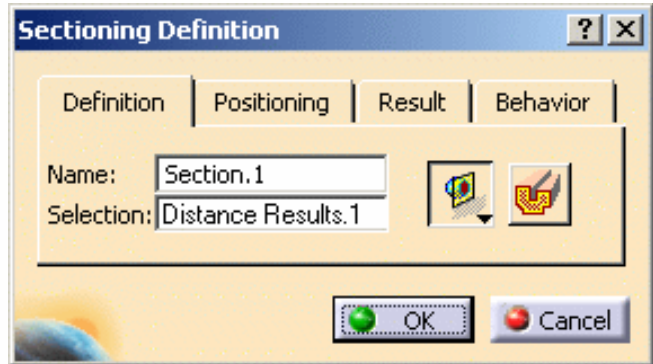 Sectioning Definition
Definition Positioning Result Behavior
Name: Section.1
Selection: Distance Results.1
OK Cancel